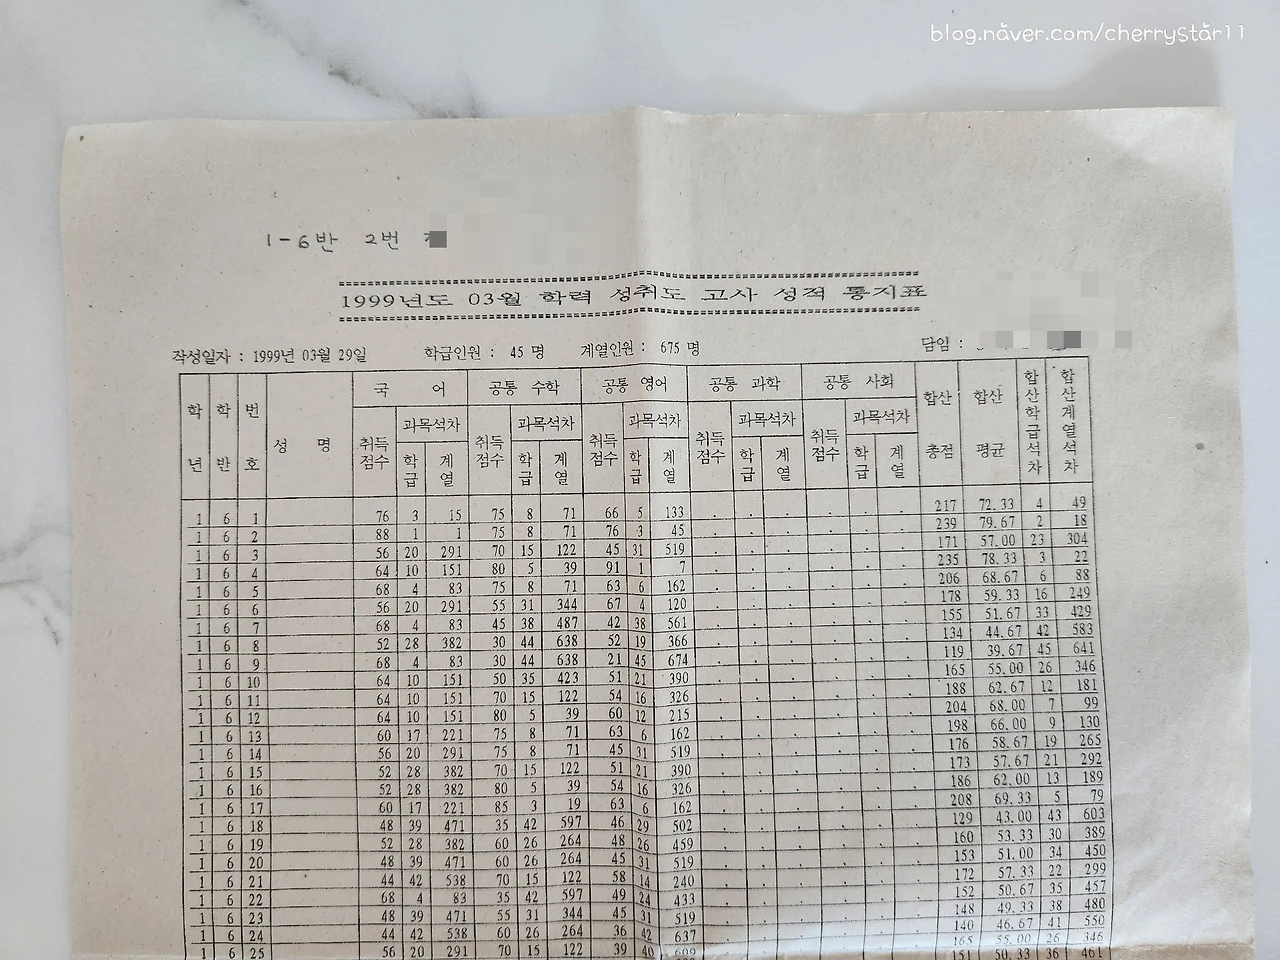 blog.naver.com/cherrystar11
1-6반 2번
1999년도 03월 학력 성취도 고사 성적 통지표
작성일자 : 1999년 03월 29일 학급인원 : 45 명 계열인원 : 675 명 담임 :
학년 학반 번호 성 명 국 어 공통 수학 공통 영어 공통 과학 공통 사회 합산총점 합산평균 합산학급석차 합산계열석차
취득점수 과목석차 취득점수 과목석차 취득점수 과목석차 취득점수 과목석차 취득점수 과목석차
학급 계열 학급 계열 학급 계열 학급 계열 학급 계열
1 6 1 76 3 15 75 8 71 66 5 133 . . . . . . 217 72.33 4 49
1 6 2 88 1 1 75 8 71 76 3 45 . . . . . . 239 79.67 2 18
1 6 3 56 20 291 70 15 122 45 31 519 . . . . . . 171 57.00 23 304
1 6 4 64 10 151 80 5 39 91 1 7 . . . . . . 235 78.33 3 22
1 6 5 68 4 83 75 8 71 63 6 162 . . . . . . 206 68.67 6 88
1 6 6 56 20 291 55 31 344 67 4 120 . . . . . . 178 59.33 16 249
1 6 7 68 4 83 45 38 487 42 38 561 . . . . . . 155 51.67 33 429
1 6 8 52 28 382 30 44 638 52 19 366 . . . . . . 134 44.67 42 583
1 6 9 68 4 83 30 44 638 21 45 674 . . . . . . 119 39.67 45 641
1 6 10 64 10 151 50 35 423 51 21 390 . . . . . . 165 55.00 26 346
1 6 11 64 10 151 70 15 122 54 16 326 . . . . . . 188 62.67 12 181
1 6 12 64 10 151 80 5 39 60 12 215 . . . . . . 204 68.00 7 99
1 6 13 60 17 221 75 8 71 63 6 162 . . . . . . 198 66.00 9 130
1 6 14 56 20 291 75 8 71 45 31 519 . . . . . . 176 58.67 19 265
1 6 15 52 28 382 70 15 122 51 21 390 . . . . . . 173 57.67 21 292
1 6 16 52 28 382 80 5 39 54 16 326 . . . . . . 186 62.00 13 189
1 6 17 60 17 221 85 3 19 63 6 162 . . . . . . 208 69.33 5 79
1 6 18 48 39 471 35 42 597 46 29 502 . . . . . . 129 43.00 43 603
1 6 19 52 28 382 60 26 264 48 26 459 . . . . . . 160 53.33 30 389
1 6 20 48 39 471 60 26 264 45 31 519 . . . . . . 153 51.00 34 450
1 6 21 44 42 538 70 15 122 58 14 240 . . . . . . 172 57.33 22 299
1 6 22 68 4 83 35 42 597 49 24 433 . . . . . . 152 50.67 35 457
1 6 23 48 39 471 55 31 344 45 31 519 . . . . . . 148 49.33 38 480
1 6 24 44 42 538 60 26 264 36 42 637 . . . . . . 140 46.67 41 550
1 6 25 56 20 291 70 15 122 39 40 . . . . . . 165 55.00 26 346
151 50.33 36 461